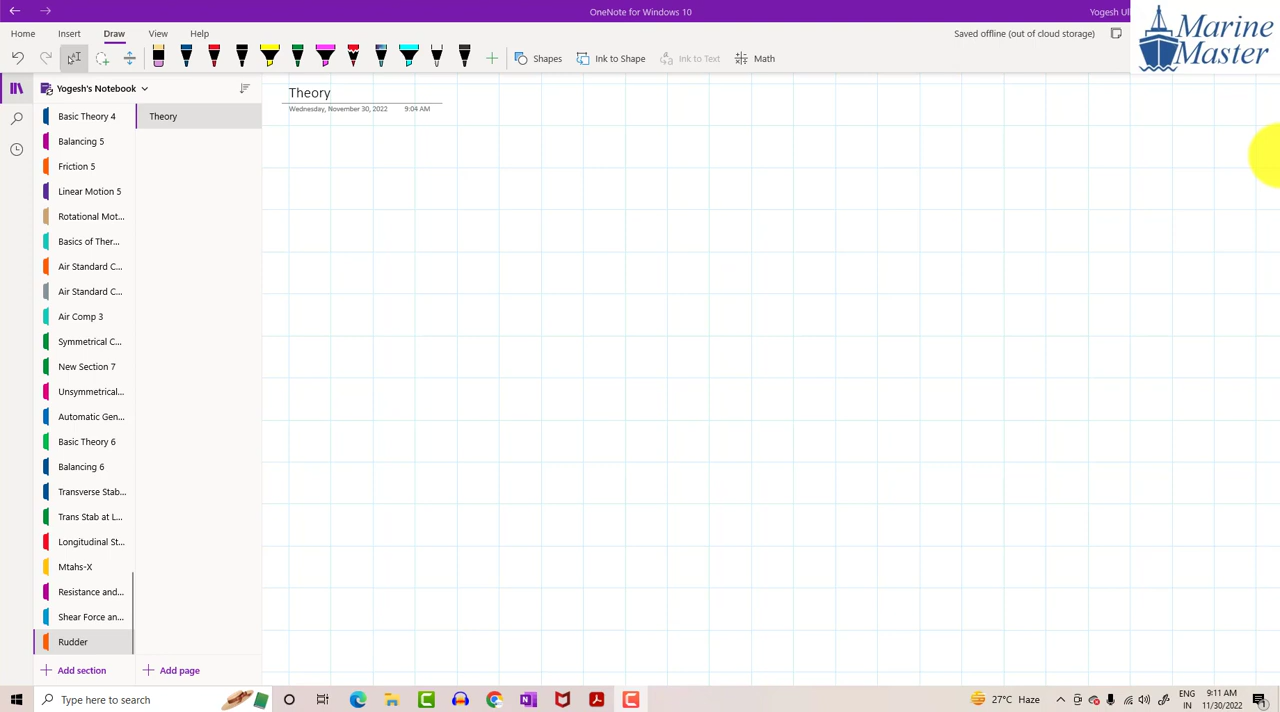 OneNote for Windows 10
Yogesh Ul
Marine
Master
Home
Insert
Draw
View
Help
Saved offline (out of cloud storage)
Shapes
Ink to Shape
Ink to Text
Math
Yogesh's Notebook
Theory
Wednesday, November 30, 2022
9:04 AM
Basic Theory 4
Balancing 5
Friction 5
Linear Motion 5
Rotational Mot...
Basics of Ther...
Air Standard C...
Air Standard C...
Air Comp 3
Symmetrical C...
New Section 7
Unsymmetrical...
Automatic Gen...
Basic Theory 6
Balancing 6
Transverse Stab...
Trans Stab at L...
Longitudinal St...
Mtahs-X
Resistance and...
Shear Force an...
Rudder
Theory
Add section
Add page
Type here to search
27°C Haze
ENG
IN
9:11 AM
11/30/2022
1